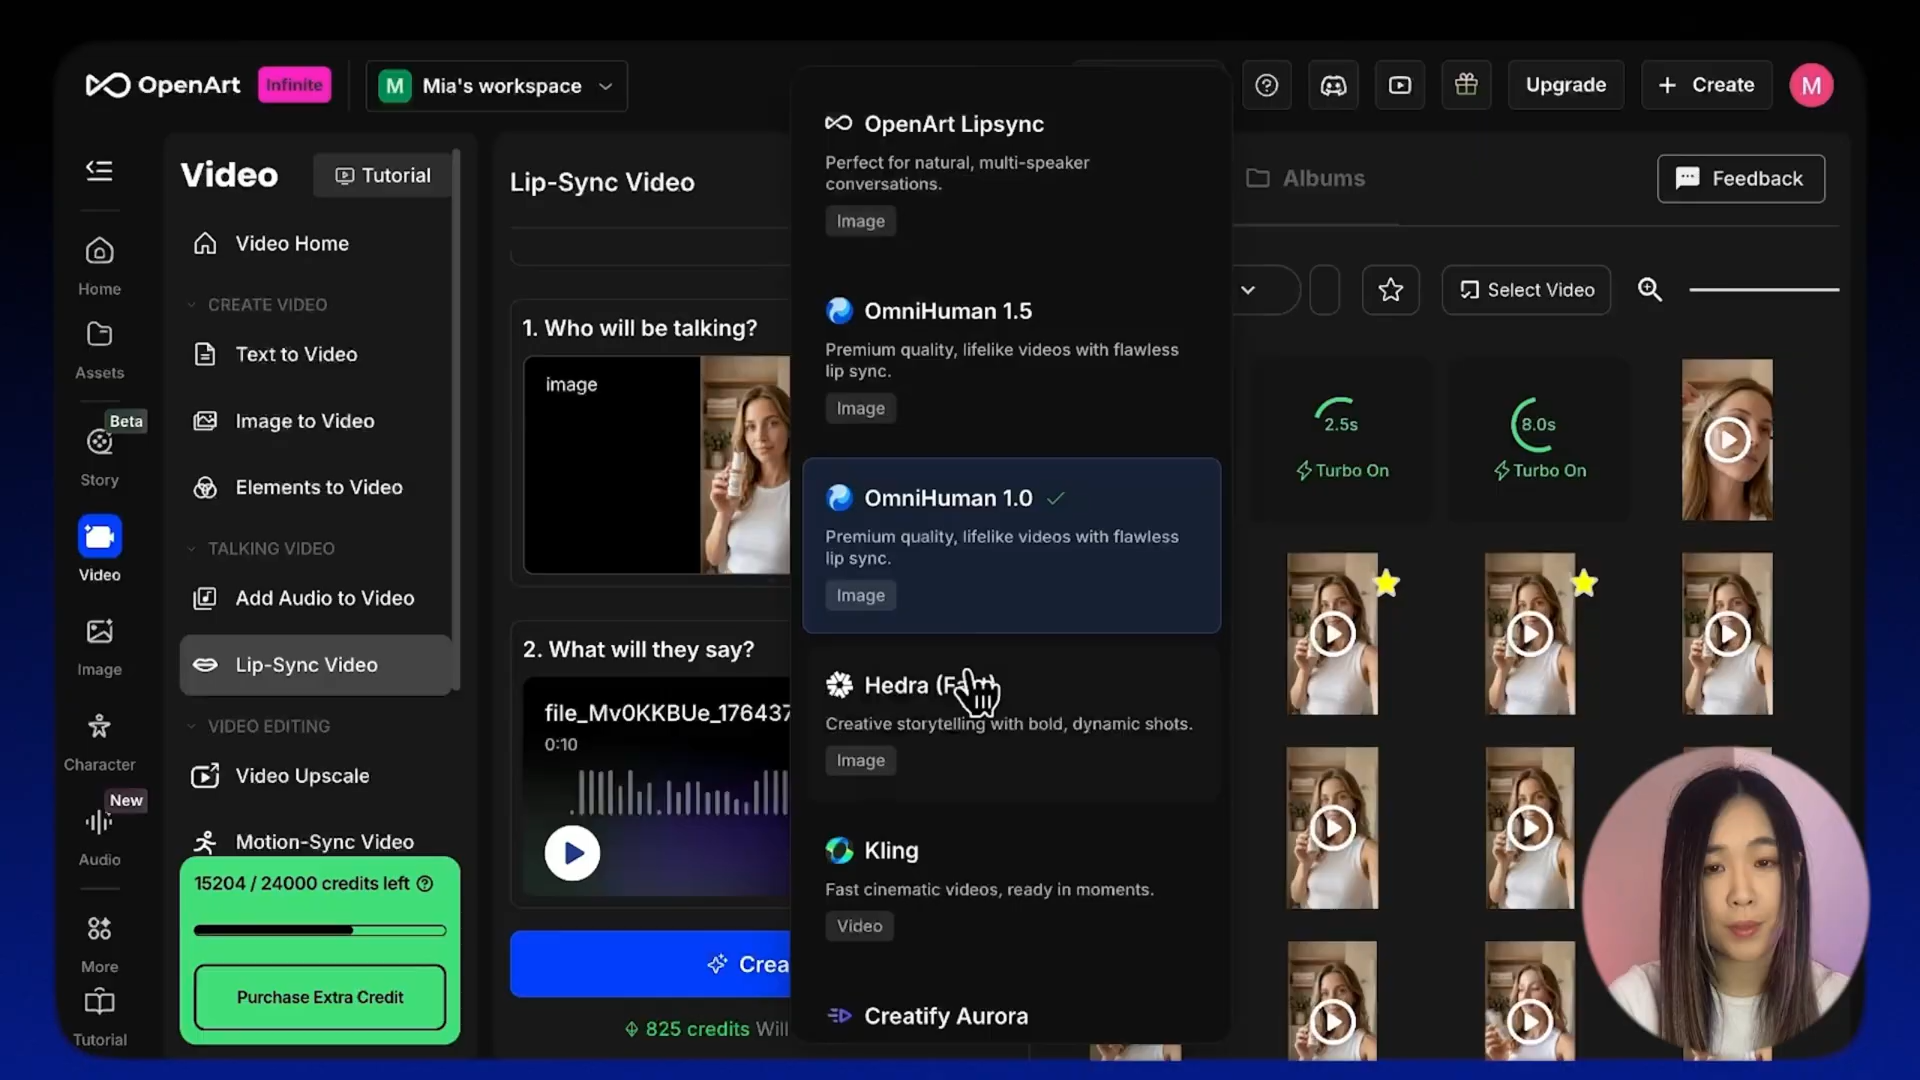 OpenArt
Infinite
M
Mia's workspace
Upgrade
Create
M
Home
Assets
Beta
Story
Video
Image
Character
New
Audio
More
Tutorial
Video
Tutorial
Video Home
CREATE VIDEO
Text to Video
Image to Video
Elements to Video
TALKING VIDEO
Add Audio to Video
Lip-Sync Video
VIDEO EDITING
Video Upscale
Motion-Sync Video
15204 / 24000 credits left
Purchase Extra Credit
Lip-Sync Video
1. Who will be talking?
image
2. What will they say?
file_Mv0KKBUe_17643
0:10
825 credits
OpenArt Lipsync
Perfect for natural, multi-speaker
conversations.
Image
OmniHuman 1.5
Premium quality, lifelike videos with flawless
lip sync.
Image
OmniHuman 1.0
Premium quality, lifelike videos with flawless
lip sync.
Image
Hedra
Creative storytelling with bold, dynamic shots.
Image
Kling
Fast cinematic videos, ready in moments.
Video
Creatify Aurora
Albums
Feedback
Select Video
2.5s
Turbo On
8.0s
Turbo On